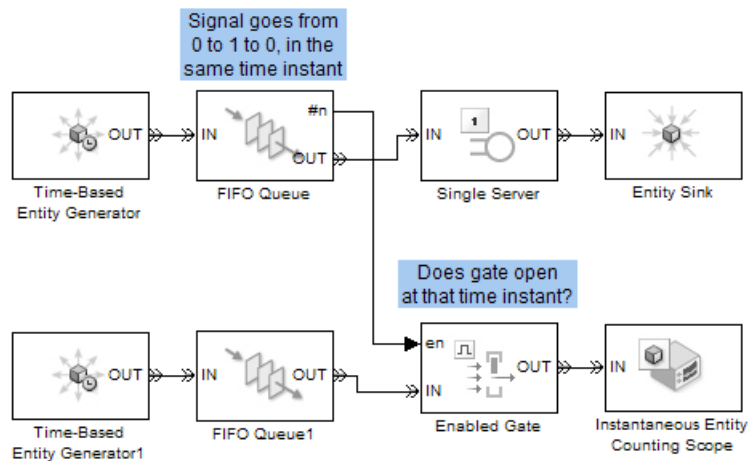 Signal goes from
0 to 1 to 0, in the
same time instant
OUT
IN
#n
OUT
IN
1
OUT
IN
Time-Based
Entity Generator
FIFO Queue
Single Server
Entity Sink
Does gate open
at that time instant?
OUT
IN
OUT
en
IN
OUT
IN
Time-Based
Entity Generator1
FIFO Queue1
Enabled Gate
Instantaneous Entity
Counting Scope